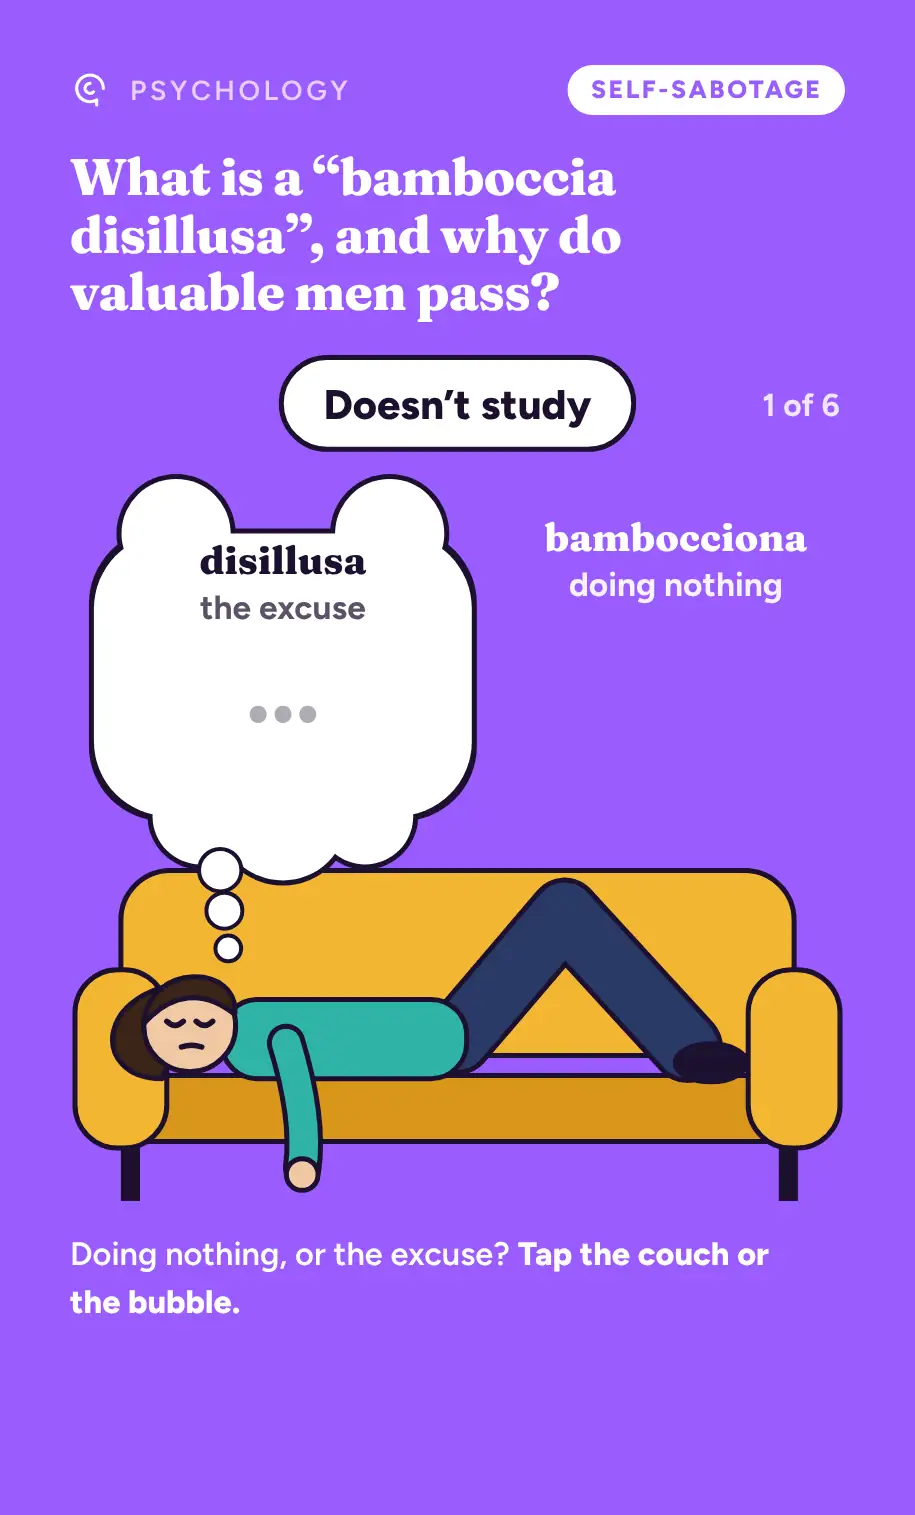 PSYCHOLOGY
SELF-SABOTAGE
What is a “bamboccia
disillusa”, and why do
valuable men pass?
Doesn’t study
1 of 6
disillusa
the excuse
bambocciona
doing nothing
Doing nothing, or the excuse? Tap the couch or
the bubble.